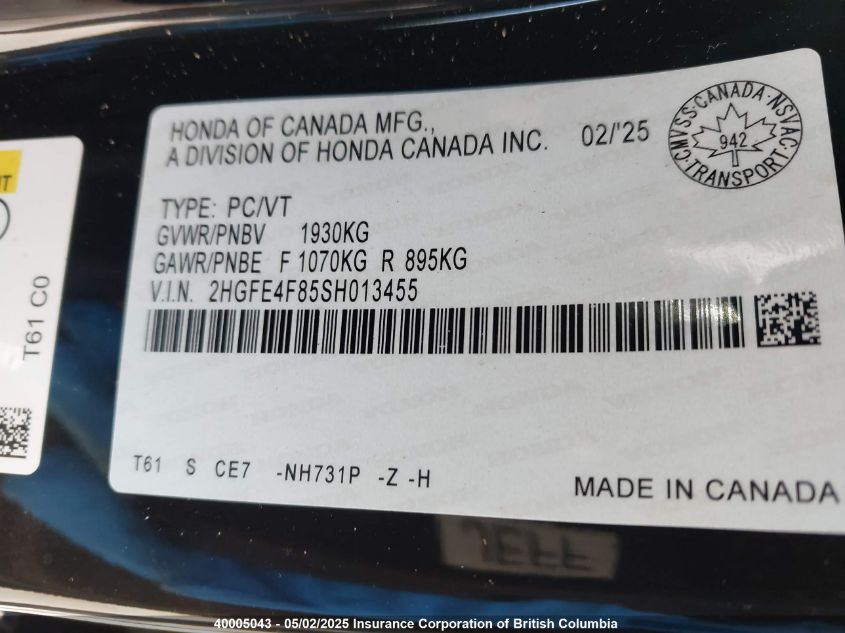 HONDA OF CANADA MFG.,
A DIVISION OF HONDA CANADA INC. 02/'25
CMVSS·CANADA·NSVAC·TRANSPORT·
942
TYPE: PC/VT
GVWR/PNBV 1930KG
GAWR/PNBE F 1070KG R 895KG
V.I.N. 2HGFE4F85SH013455
T61 S CE7 -NH731P -Z -H
MADE IN CANADA
T61 C0
40005043 - 05/02/2025 Insurance Corporation of British Columbia